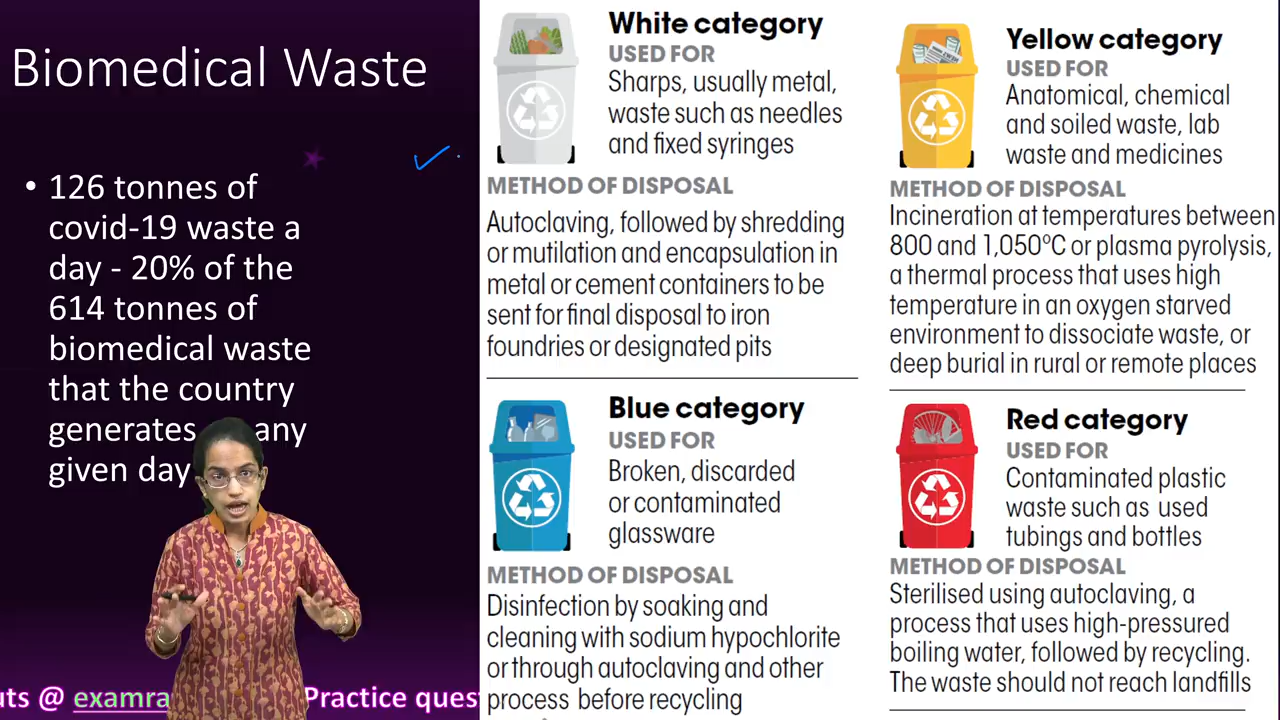 Biomedical Waste
• 126 tonnes of
covid-19 waste a
day - 20% of the
614 tonnes of
biomedical waste
that the country
generates any
given day
uts @ examra
Practice ques
White category
USED FOR
Sharps, usually metal,
waste such as needles
and fixed syringes
METHOD OF DISPOSAL
Autoclaving, followed by shredding
or mutilation and encapsulation in
metal or cement containers to be
sent for final disposal to iron
foundries or designated pits
Yellow category
USED FOR
Anatomical, chemical
and soiled waste, lab
waste and medicines
METHOD OF DISPOSAL
Incineration at temperatures between
800 and 1,050ºC or plasma pyrolysis,
a thermal process that uses high
temperature in an oxygen starved
environment to dissociate waste, or
deep burial in rural or remote places
Blue category
USED FOR
Broken, discarded
or contaminated
glassware
METHOD OF DISPOSAL
Disinfection by soaking and
cleaning with sodium hypochlorite
or through autoclaving and other
process before recycling
Red category
USED FOR
Contaminated plastic
waste such as used
tubings and bottles
METHOD OF DISPOSAL
Sterilised using autoclaving, a
process that uses high-pressured
boiling water, followed by recycling.
The waste should not reach landfills